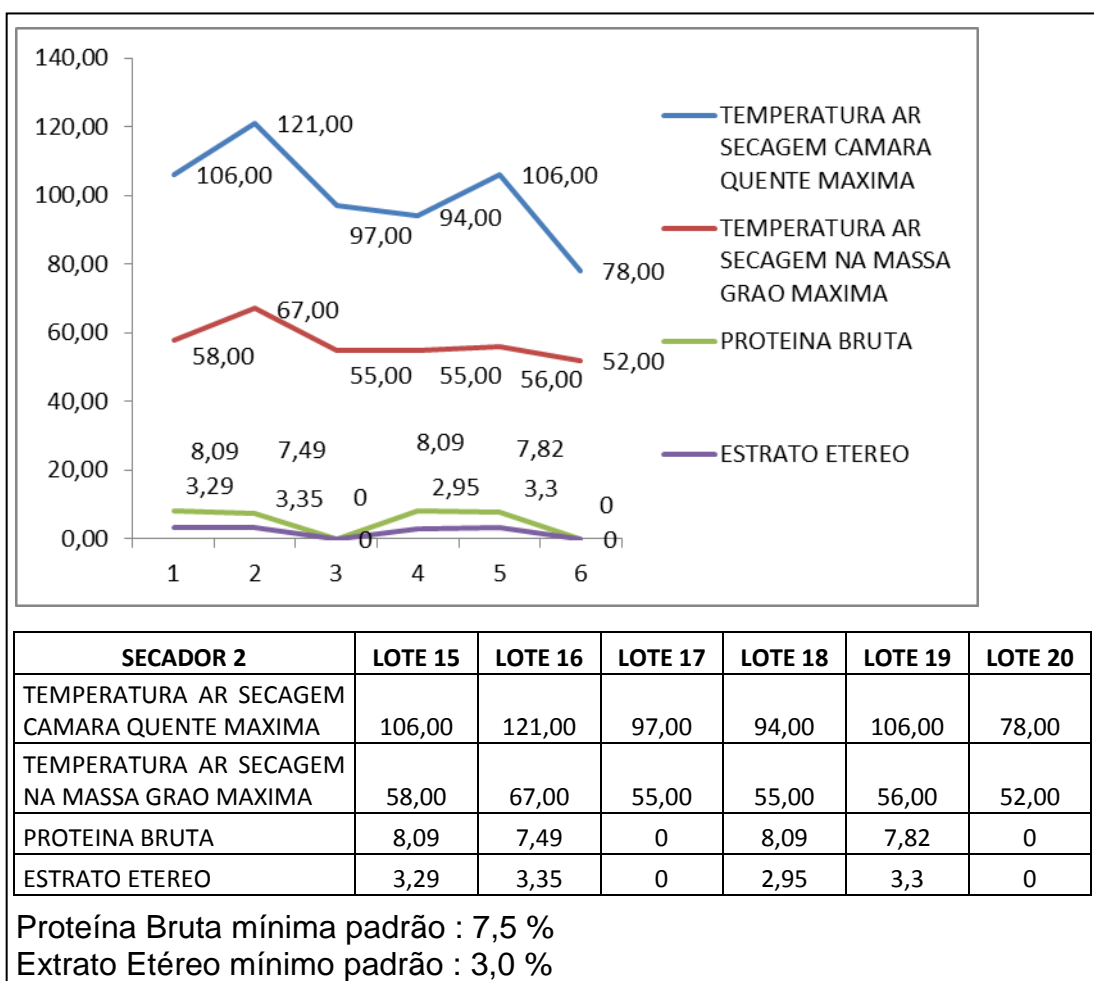 140,00
120,00
100,00
80,00
60,00
40,00
20,00
0,00
106,00
121,00
97,00
94,00
106,00
78,00
58,00
67,00
55,00
55,00
56,00
52,00
8,09
7,49
0
8,09
7,82
0
3,29
3,35
0
2,95
3,3
0
1 2 3 4 5 6
TEMPERATURA AR
SECAGEM CAMARA
QUENTE MAXIMA
TEMPERATURA AR
SECAGEM NA MASSA
GRAO MAXIMA
PROTEINA BRUTA
ESTRATO ETEREO
SECADOR 2 LOTE 15 LOTE 16 LOTE 17 LOTE 18 LOTE 19 LOTE 20
TEMPERATURA AR SECAGEM
CAMARA QUENTE MAXIMA 106,00 121,00 97,00 94,00 106,00 78,00
TEMPERATURA AR SECAGEM
NA MASSA GRAO MAXIMA 58,00 67,00 55,00 55,00 56,00 52,00
PROTEINA BRUTA 8,09 7,49 0 8,09 7,82 0
ESTRATO ETEREO 3,29 3,35 0 2,95 3,3 0
Proteína Bruta mínima padrão : 7,5 %
Extrato Etéreo mínimo padrão : 3,0 %